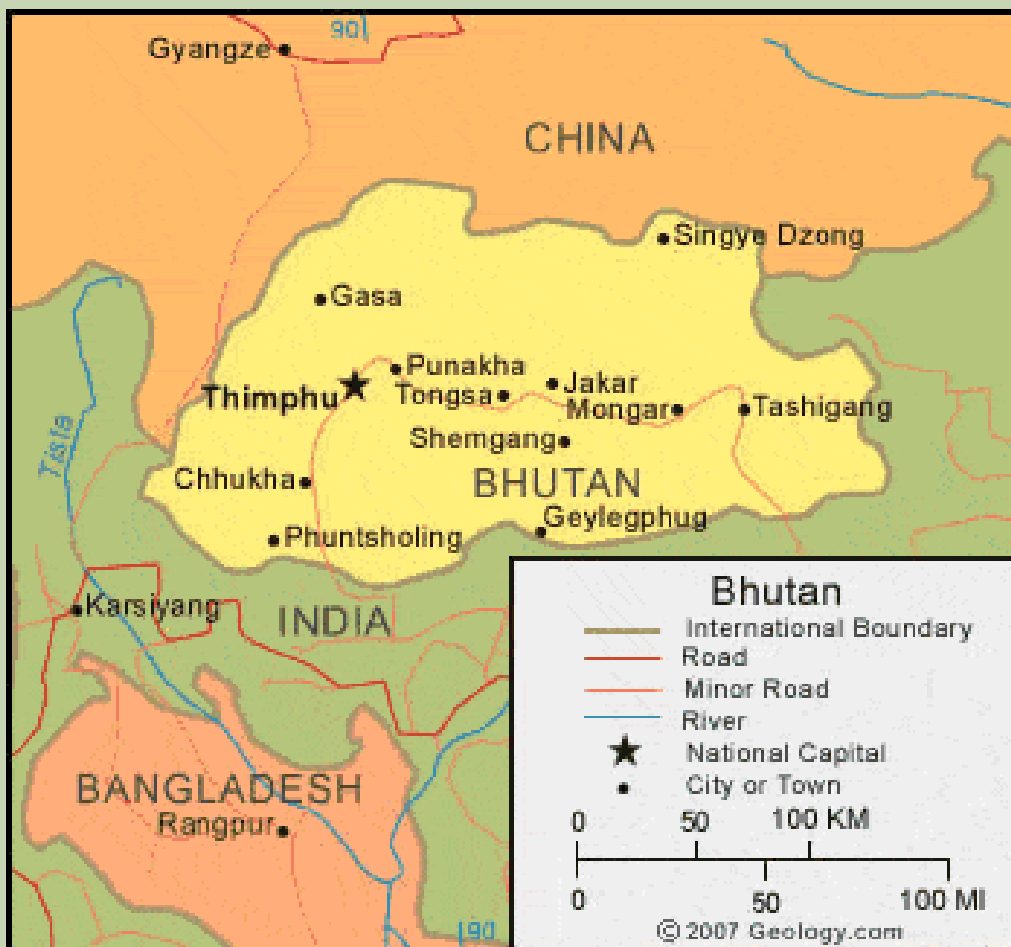 90
Gyangze
CHINA
Singye Dzong
Gasa
Punakha
Thimphu
Tongsa
Jakar
Mongar
Tashigang
Tista
Shemgang
Chhukha
BHUTAN
Geylegphug
Phuntsholing
Karsiyang
INDIA
BANGLADESH
Rangpur
90
Bhutan
International Boundary
Road
Minor Road
River
National Capital
City or Town
0 50 100 KM
0 50 100 MI
© 2007 Geology.com